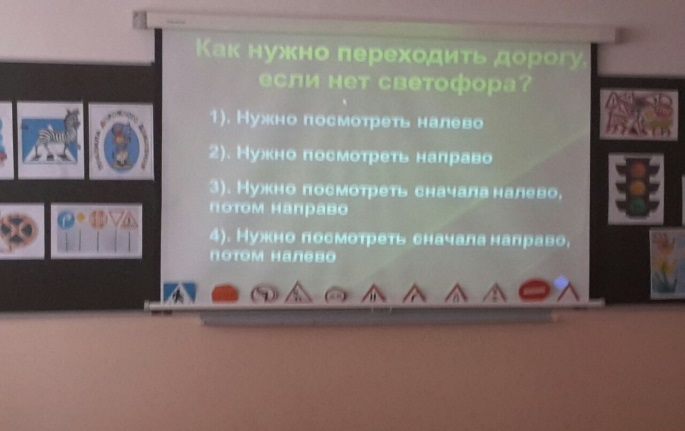 Как нужно переходить дорогу,
если нет светофора?
1). Нужно посмотреть налево
2). Нужно посмотреть направо
3). Нужно посмотреть сначала налево,
потом направо
4). Нужно посмотреть сначала направо,
потом налево